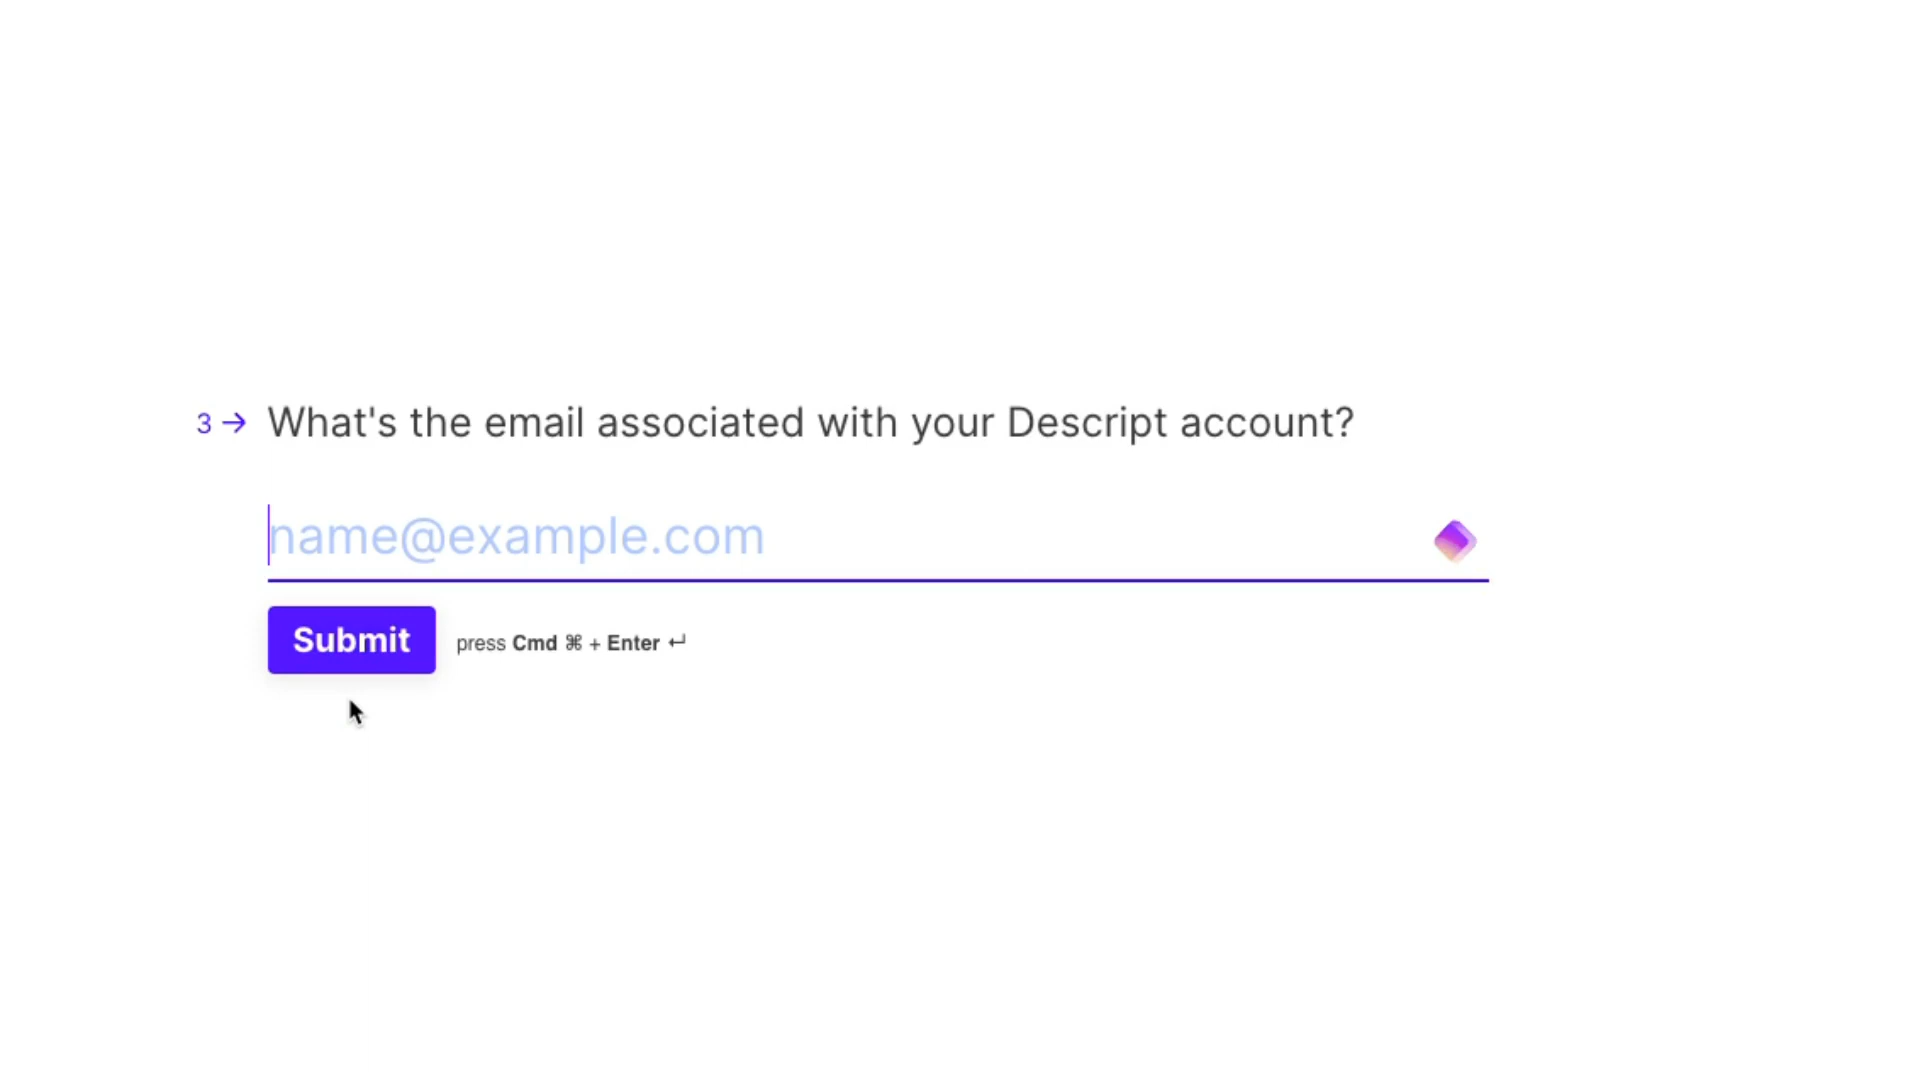 3 → What's the email associated with your Descript account?
name@example.com
Submit press Cmd ⌘ + Enter ↵